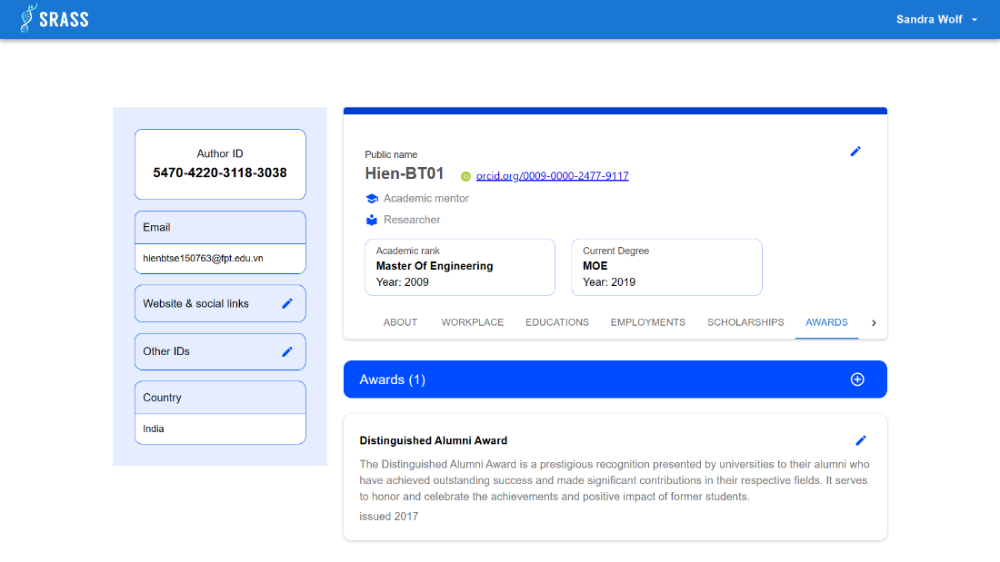 SRASS
Sandra Wolf
Author ID
5470-4220-3118-3038
Email
hienbtse150763@fpt.edu.vn
Website & social links
Other IDs
Country
India
Public name
Hien-BT01
iD orcid.org/0009-0000-2477-9117
Academic mentor
Researcher
Academic rank
Master Of Engineering
Year: 2009
Current Degree
MOE
Year: 2019
ABOUT WORKPLACE EDUCATIONS EMPLOYMENTS SCHOLARSHIPS AWARDS
Awards (1)
Distinguished Alumni Award
The Distinguished Alumni Award is a prestigious recognition presented by universities to their alumni who
have achieved outstanding success and made significant contributions in their respective fields. It serves
to honor and celebrate the achievements and positive impact of former students.
issued 2017